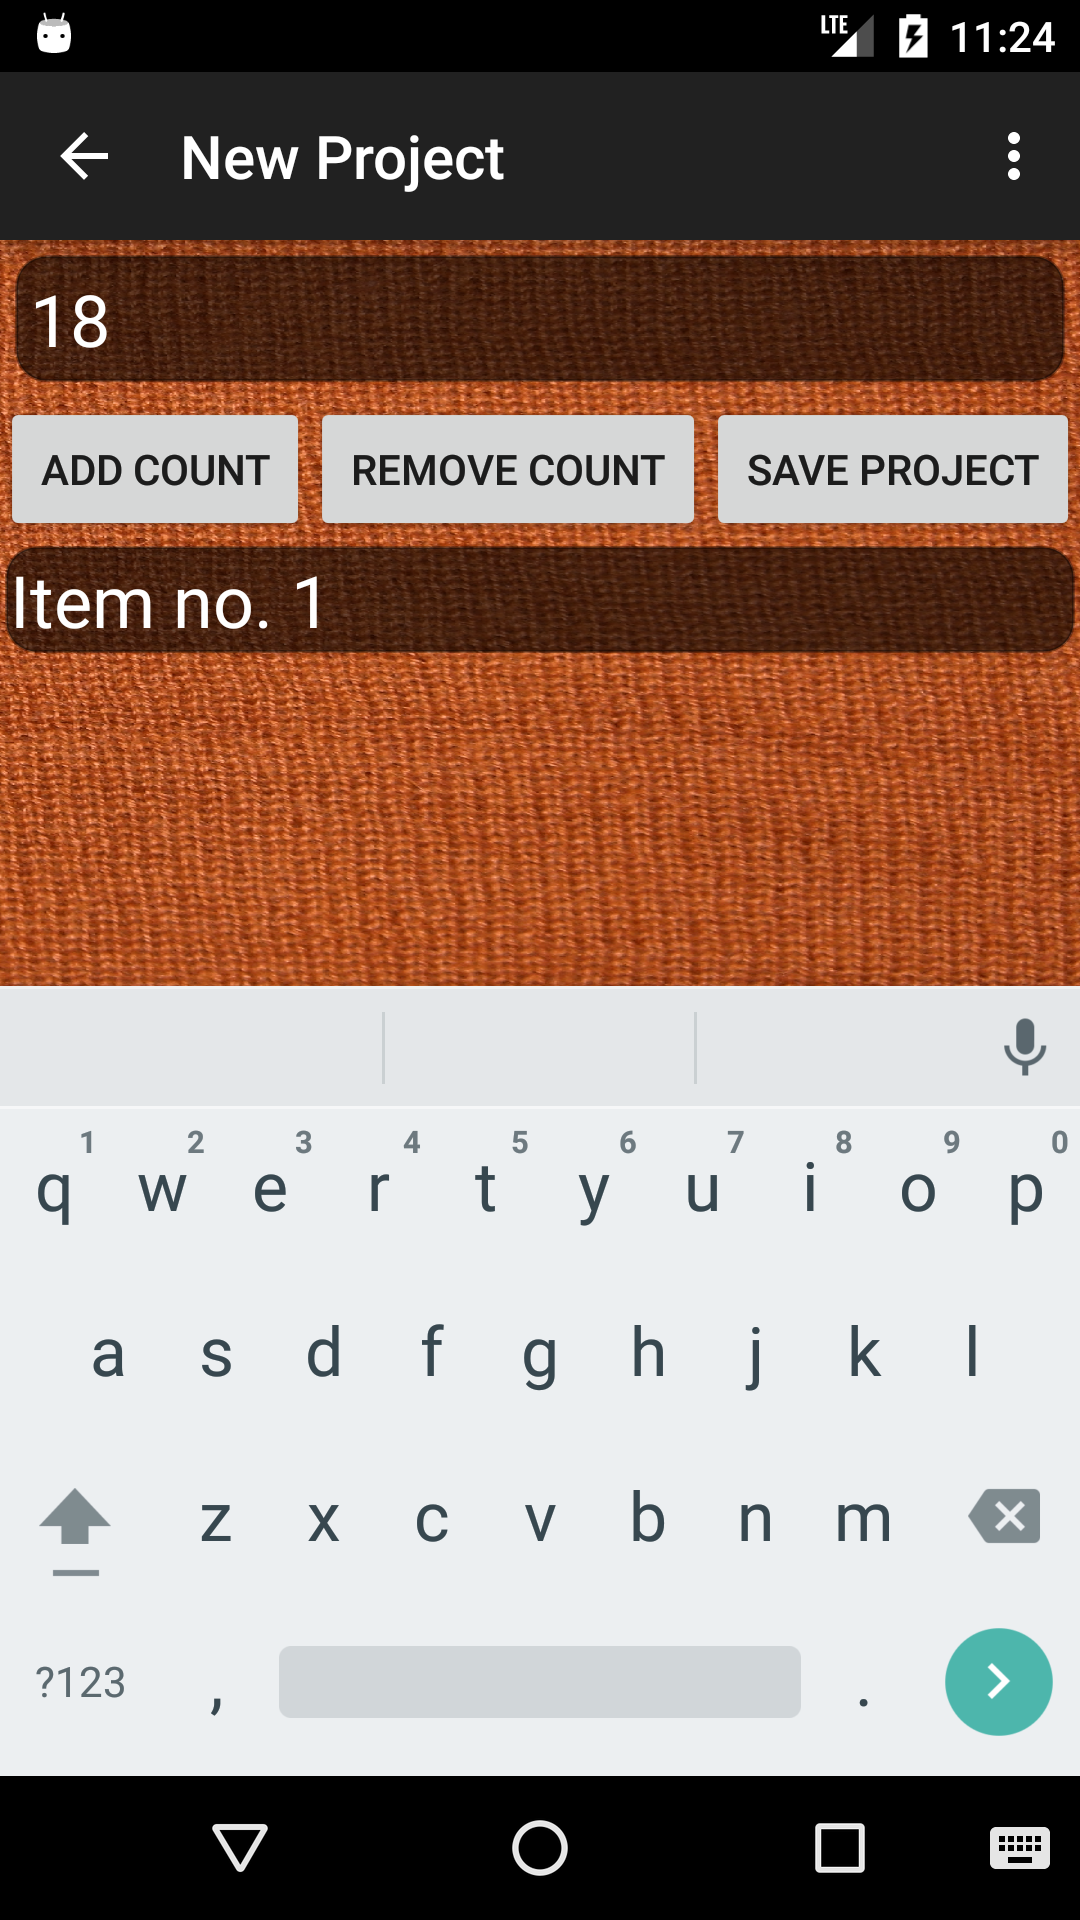 LTE 11:24
New Project
18
ADD COUNT REMOVE COUNT SAVE PROJECT
Item no. 1
1 2 3 4 5 6 7 8 9 0
q w e r t y u i o p
a s d f g h j k l
z x c v b n m
?123 , .